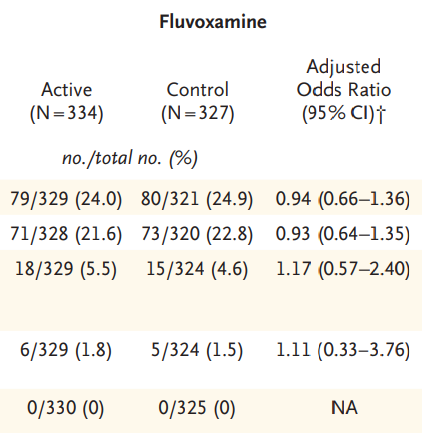 Fluvoxamine
Active Control Adjusted Odds Ratio (95% CI)†
(N=334) (N=327)
no./total no. (%)
79/329 (24.0) 80/321 (24.9) 0.94 (0.66–1.36)
71/328 (21.6) 73/320 (22.8) 0.93 (0.64–1.35)
18/329 (5.5) 15/324 (4.6) 1.17 (0.57–2.40)
6/329 (1.8) 5/324 (1.5) 1.11 (0.33–3.76)
0/330 (0) 0/325 (0) NA